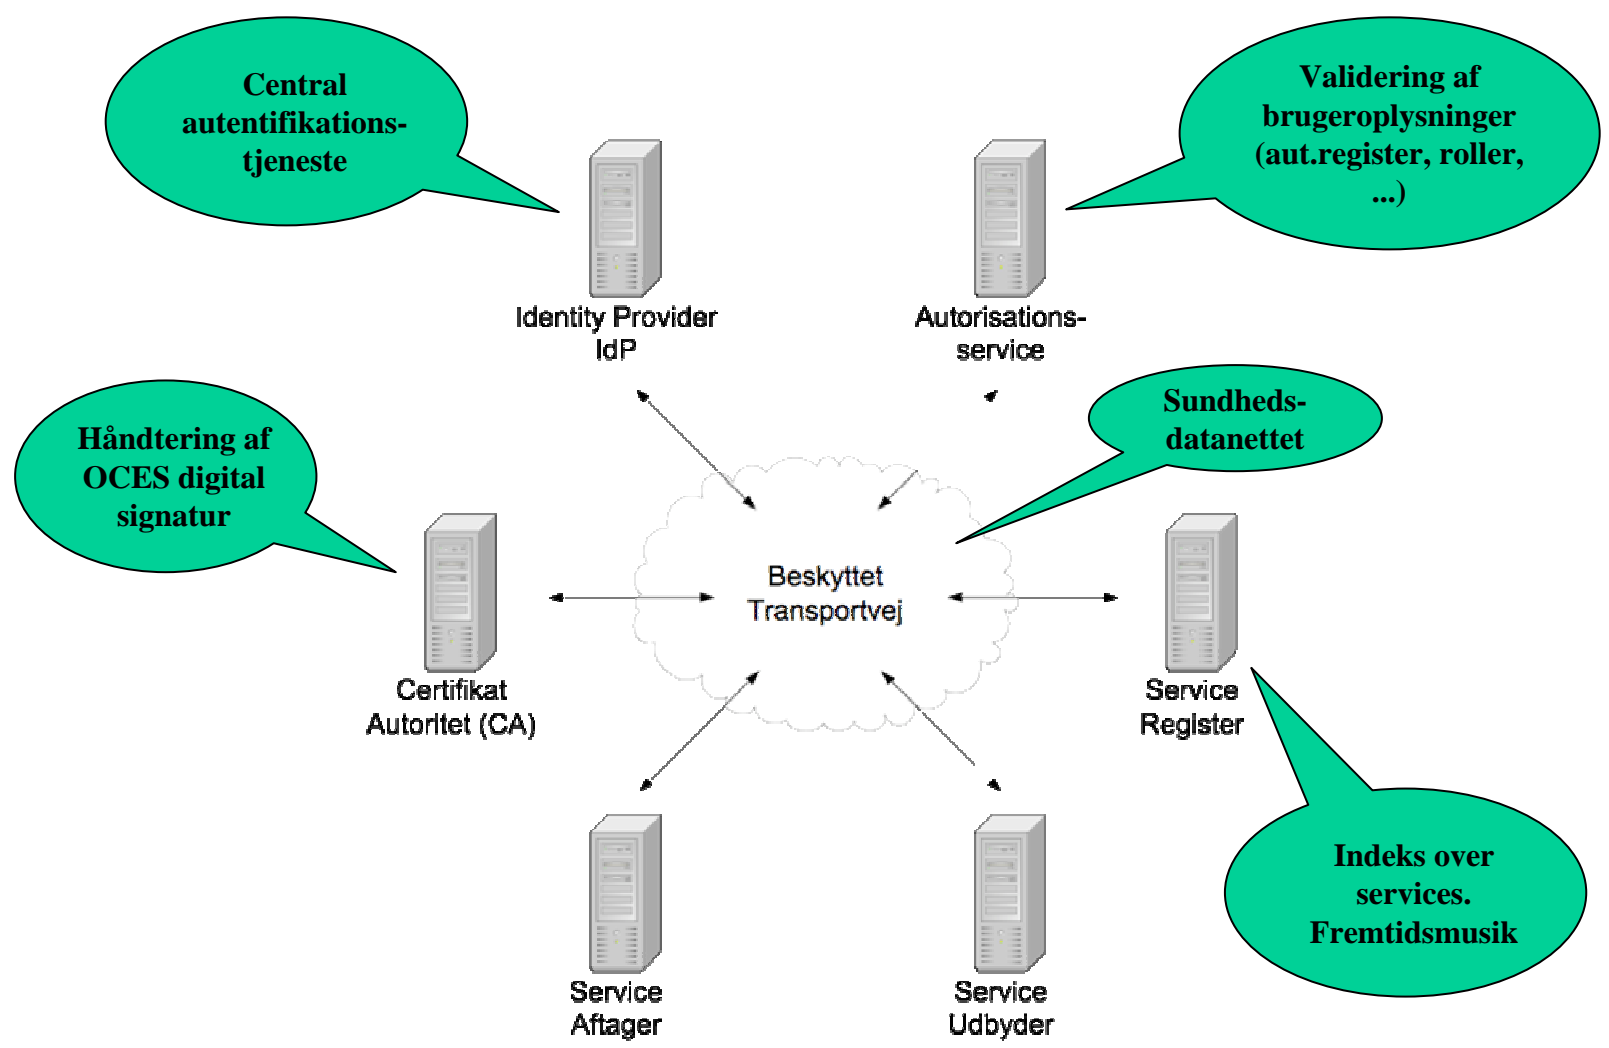 Central
autentifikations-
tjeneste
Validering af
brugeroplysninger
(aut.register, roller,
...)
Identity Provider
IdP
Autorisations-
service
Sundheds-
datanettet
Håndtering af
OCES digital
signatur
Beskyttet
Transportvej
Certifikat
Autoritet (CA)
Service
Register
Indeks over
services.
Fremtidsmusik
Service
Aftager
Service
Udbyder